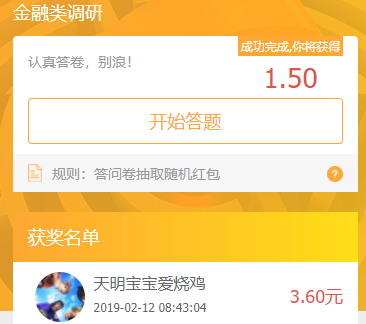 金融类调研
成功完成,你将获得
认真答卷，别浪！
1.50
开始答题
规则：答问卷抽取随机红包
?
获奖名单
天明宝宝爱烧鸡
2019-02-12 08:43:04
3.60元